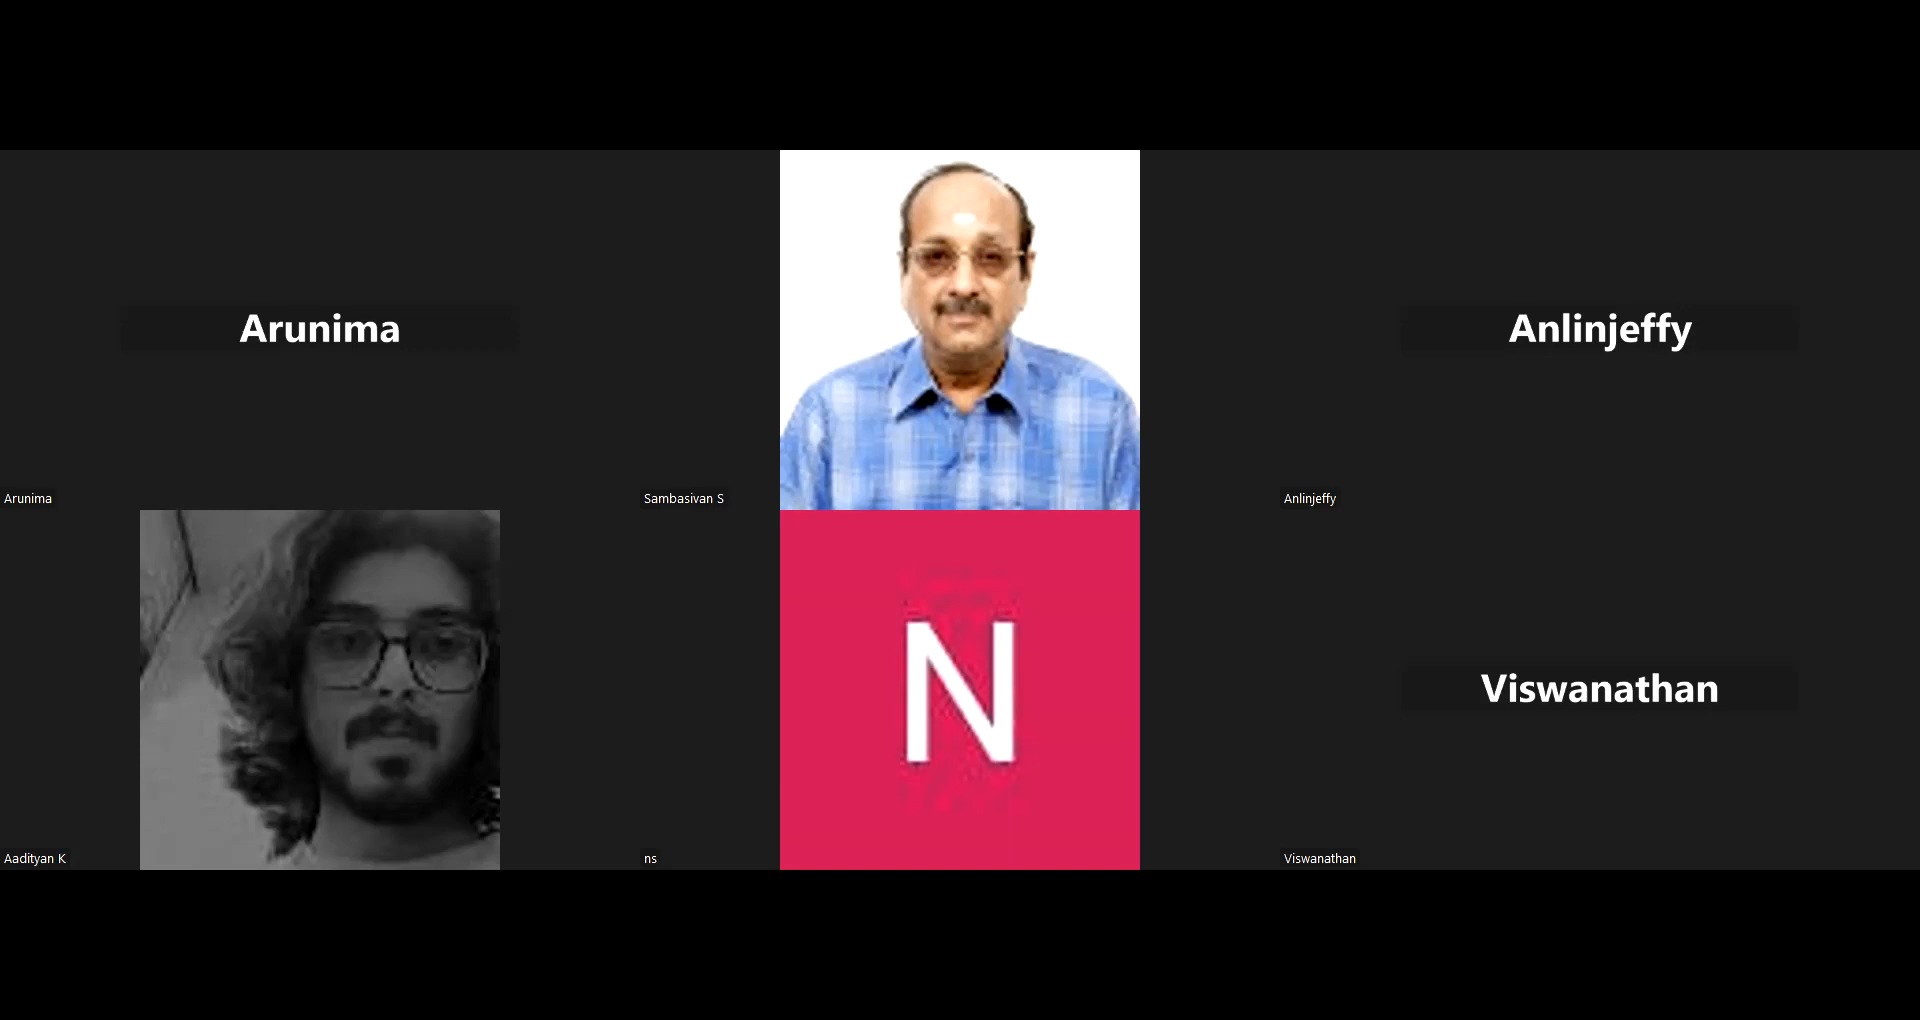 Arunima
Anlinjeffy
Arunima
Sambasivan S
Anlinjeffy
N
Viswanathan
Aadityan K
ns
Viswanathan